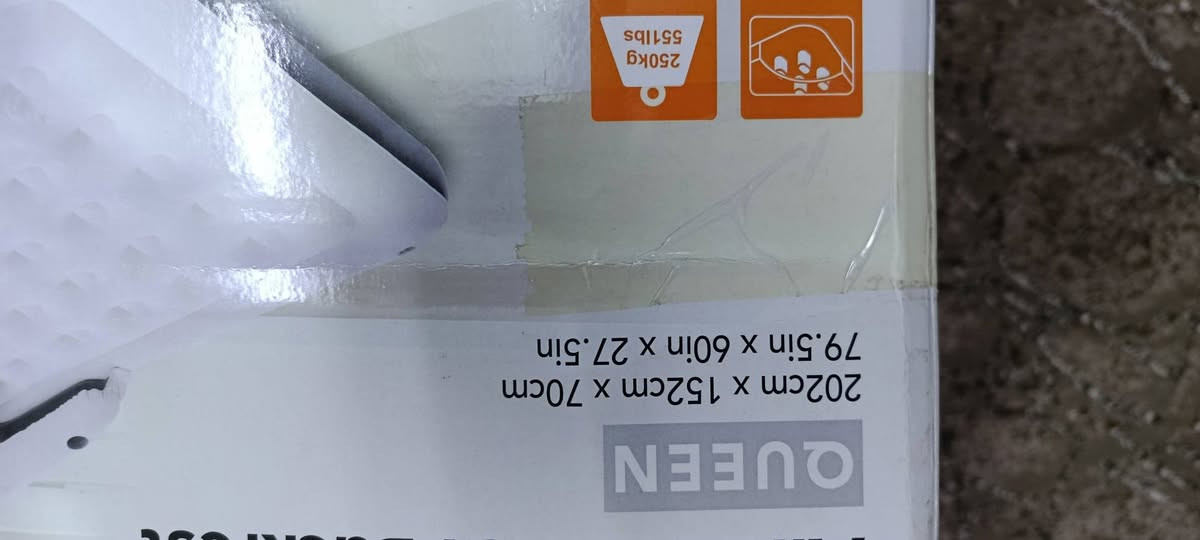 QUEEN
202cm x 152cm x 70cm
79.5in x 60in x 27.5in
250kg
551lbs